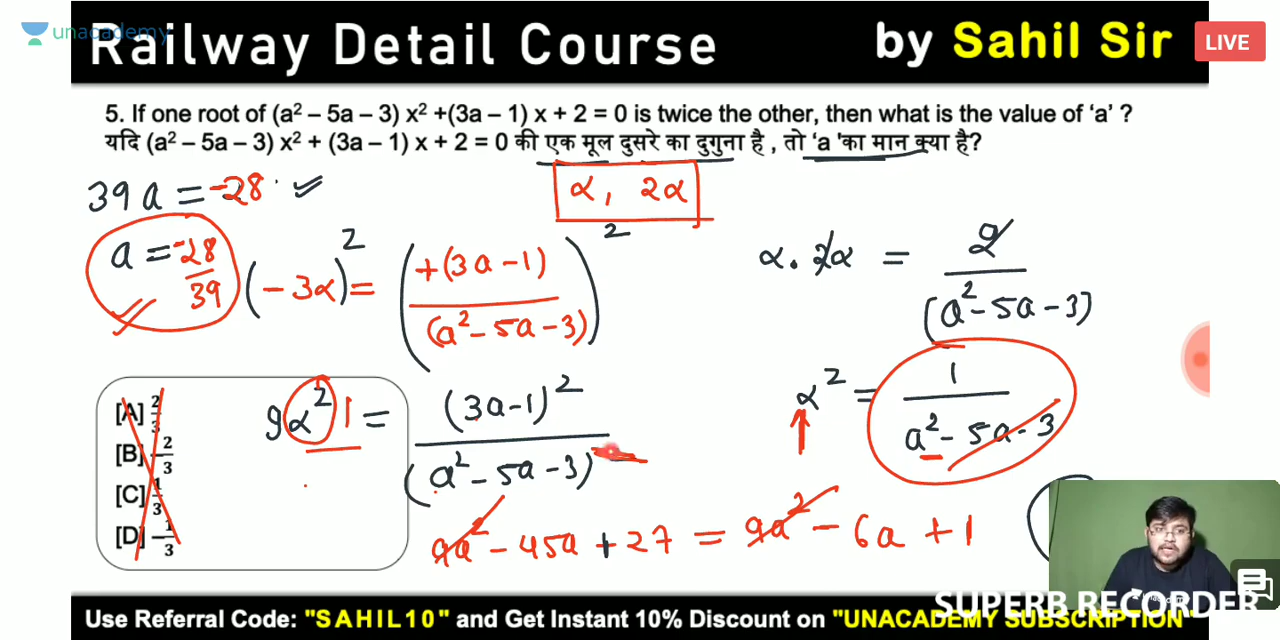 unacademy
Railway Detail Course
by Sahil Sir
LIVE
5. If one root of (a² – 5a – 3) x² +(3a – 1) x + 2 = 0 is twice the other, then what is the value of ‘a’ ?
यदि (a² – 5a – 3) x² + (3a – 1) x + 2 = 0 की एक मूल दुसरे का दुगुना है , तो ‘a ’का मान क्या है?
39a = -28
α, 2α
a = -28/39
(-3α)² = (+(3a-1)/(a²-5a-3))²
α. 2α = 2/(a²-5a-3)
α² = 1/(a²-5a-3)
9α² 1 = (3a-1)²/(a²-5a-3)
[A] 2/3
[B] –2/3
[C] 1/3
[D] –1/3
9a² - 45a + 27 = 9a² - 6a + 1
SUPERB RECORDER
Use Referral Code: "SAHIL10" and Get Instant 10% Discount on "UNACADEMY SUBSCRIPTION"